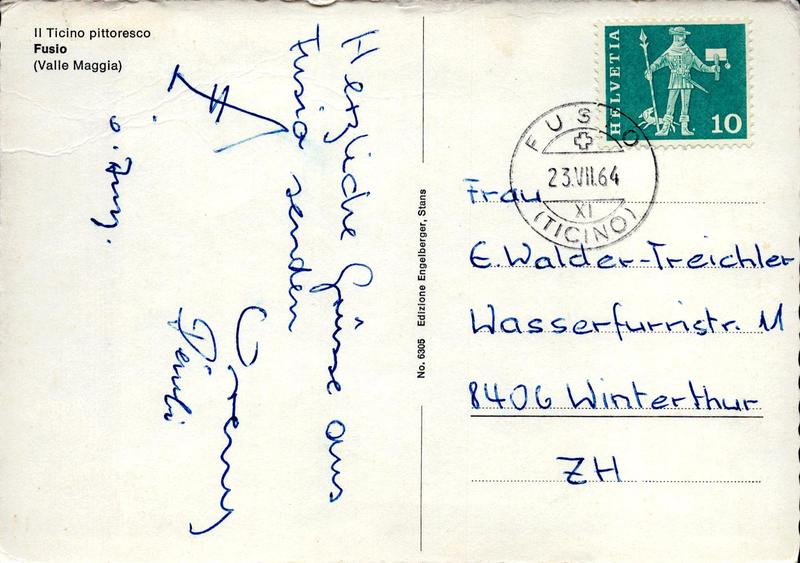 Il Ticino pittoresco
Fusio
(Valle Maggia)
Herzliche Grüsse aus
Fusio senden
HELVETIA
10
FUSIO
23.VII.64
XI
(TICINO)
No. 6305 Edizione Engelberger, Stans
Frau
E. Walder-Treichler
Wasserfurristr. 11
8406 Winterthur
ZH